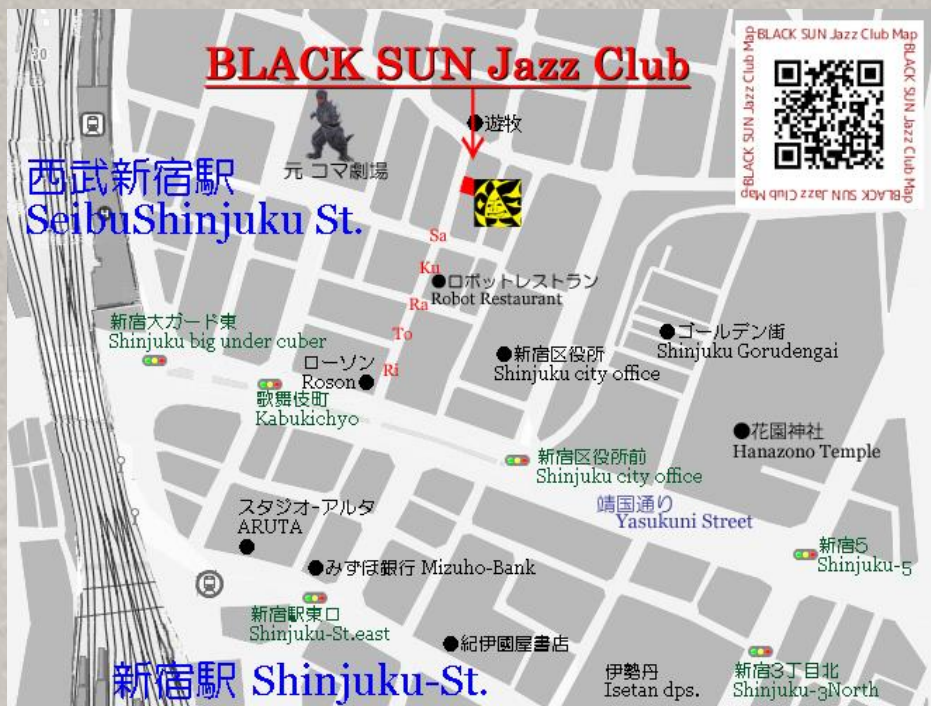 BLACK SUN Jazz Club
BLACK SUN Jazz Club Map
BLACK SUN Jazz Club Map
BLACK SUN Jazz Club Map
BLACK SUN Jazz Club Map
30
遊牧
元 コマ劇場
西武新宿駅
SeibuShinjuku St.
Sa
Ku
Ra
To
Ri
ロボットレストラン
Robot Restaurant
新宿大ガード東
Shinjuku big under cuber
ローソン
Roson
歌舞伎町
Kabukichyo
新宿区役所
Shinjuku city office
ゴールデン街
Shinjuku Gorudengai
花園神社
Hanazono Temple
新宿区役所前
Shinjuku city office
靖国通り
Yasukuni Street
スタジオ-アルタ
ARUTA
みずほ銀行 Mizuho-Bank
新宿5
Shinjuku-5
新宿駅東口
Shinjuku-St.east
紀伊國屋書店
伊勢丹
Isetan dps.
新宿3丁目北
Shinjuku-3North
新宿駅 Shinjuku-St.